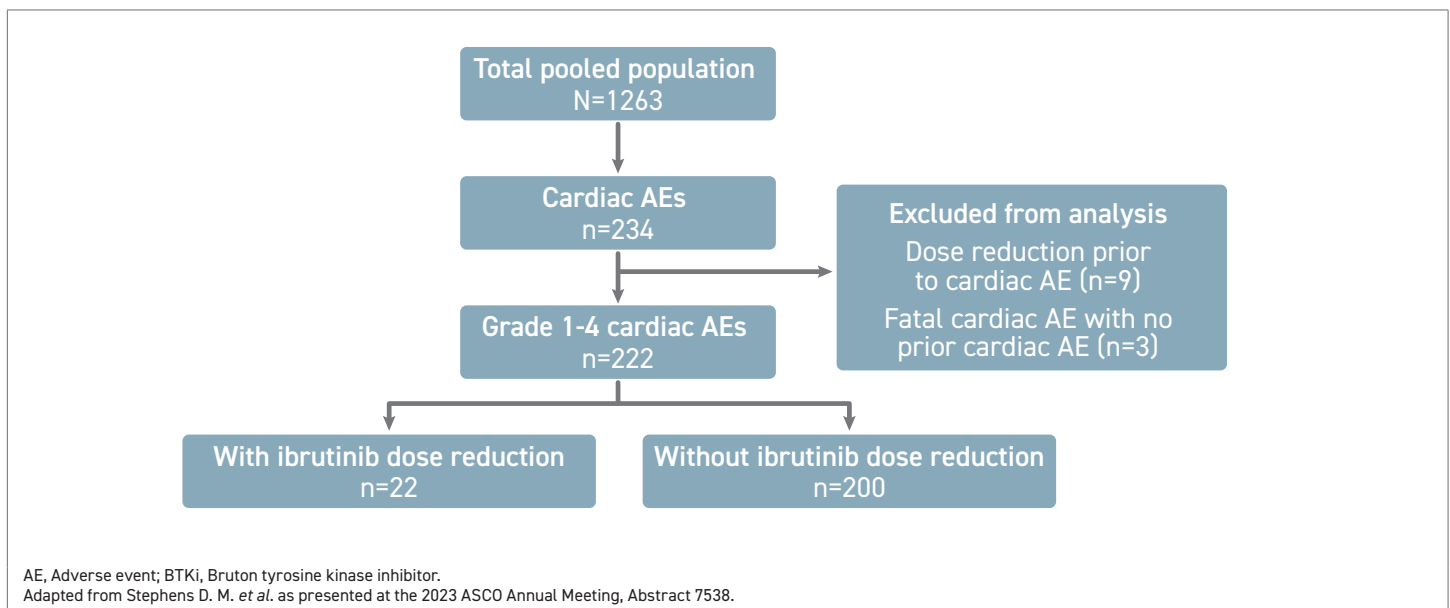 Total pooled population
N=1263
Cardiac AEs
n=234
Excluded from analysis
Dose reduction prior
to cardiac AE (n=9)
Fatal cardiac AE with no
prior cardiac AE (n=3)
Grade 1-4 cardiac AEs
n=222
With ibrutinib dose reduction
n=22
Without ibrutinib dose reduction
n=200
AE, Adverse event; BTKi, Bruton tyrosine kinase inhibitor.
Adapted from Stephens D. M. et al. as presented at the 2023 ASCO Annual Meeting, Abstract 7538.